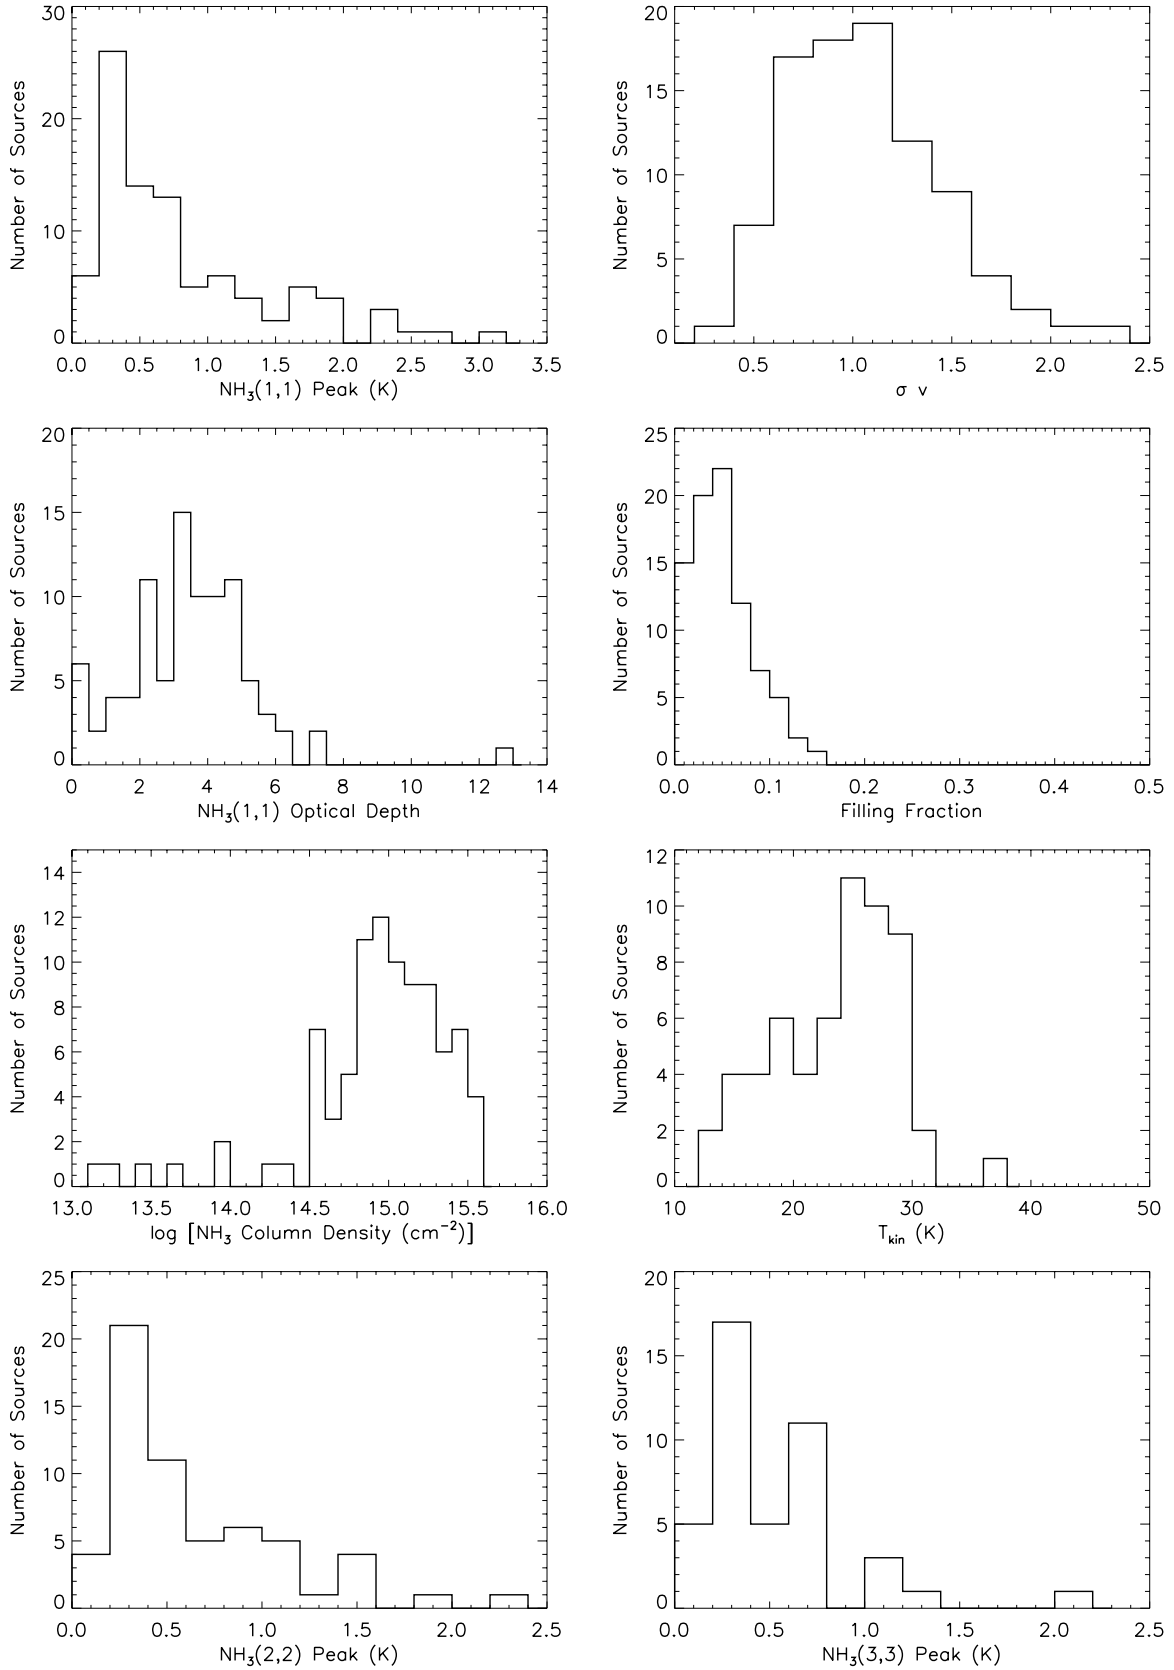 30
20
10
0
Number of Sources
0.0 0.5 1.0 1.5 2.0 2.5 3.0 3.5
NH₃(1,1) Peak (K)
20
15
10
5
0
Number of Sources
0.5 1.0 1.5 2.0 2.5
σ v
20
15
10
5
0
Number of Sources
0 2 4 6 8 10 12 14
NH₃(1,1) Optical Depth
25
20
15
10
5
0
Number of Sources
0.0 0.1 0.2 0.3 0.4 0.5
Filling Fraction
14
12
10
8
6
4
2
0
Number of Sources
13.0 13.5 14.0 14.5 15.0 15.5 16.0
log [NH₃ Column Density (cm⁻²)]
12
10
8
6
4
2
0
Number of Sources
10 20 30 40 50
Tkin (K)
25
20
15
10
5
0
Number of Sources
0.0 0.5 1.0 1.5 2.0 2.5
NH₃(2,2) Peak (K)
20
15
10
5
0
Number of Sources
0.0 0.5 1.0 1.5 2.0 2.5
NH₃(3,3) Peak (K)